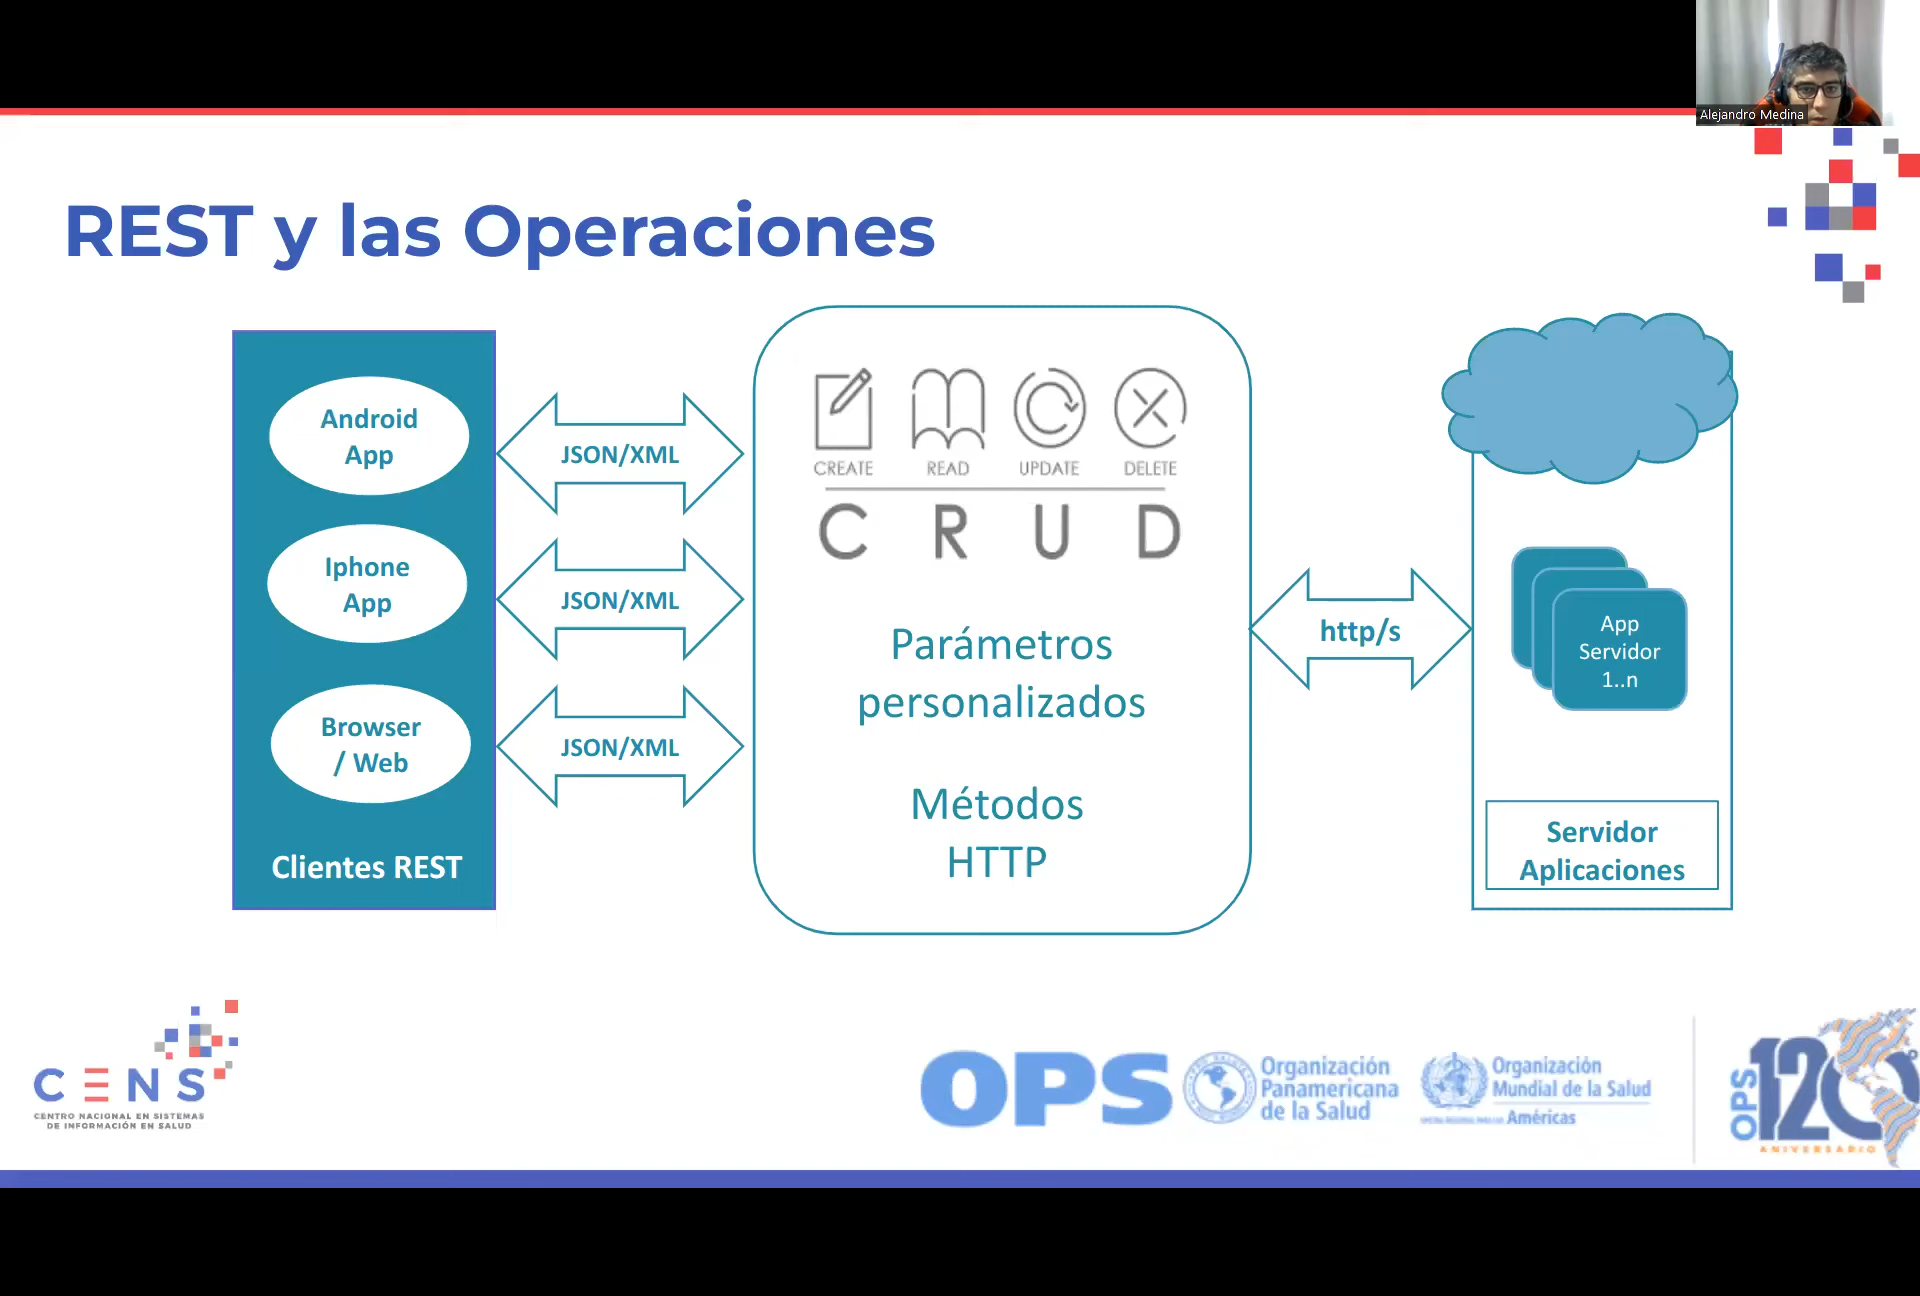 Alejandro Medina
REST y las Operaciones
Android
App
Iphone
App
Browser
/ Web
Clientes REST
JSON/XML
JSON/XML
JSON/XML
CREATE READ UPDATE DELETE
C R U D
Parámetros
personalizados
Métodos
HTTP
http/s
App
Servidor
1..n
Servidor
Aplicaciones
CENS
CENTRO NACIONAL EN SISTEMAS
DE INFORMACIÓN EN SALUD
OPS
Organización
Panamericana
de la Salud
Organización
Mundial de la Salud
Américas
OPS
120
ANIVERSARIO